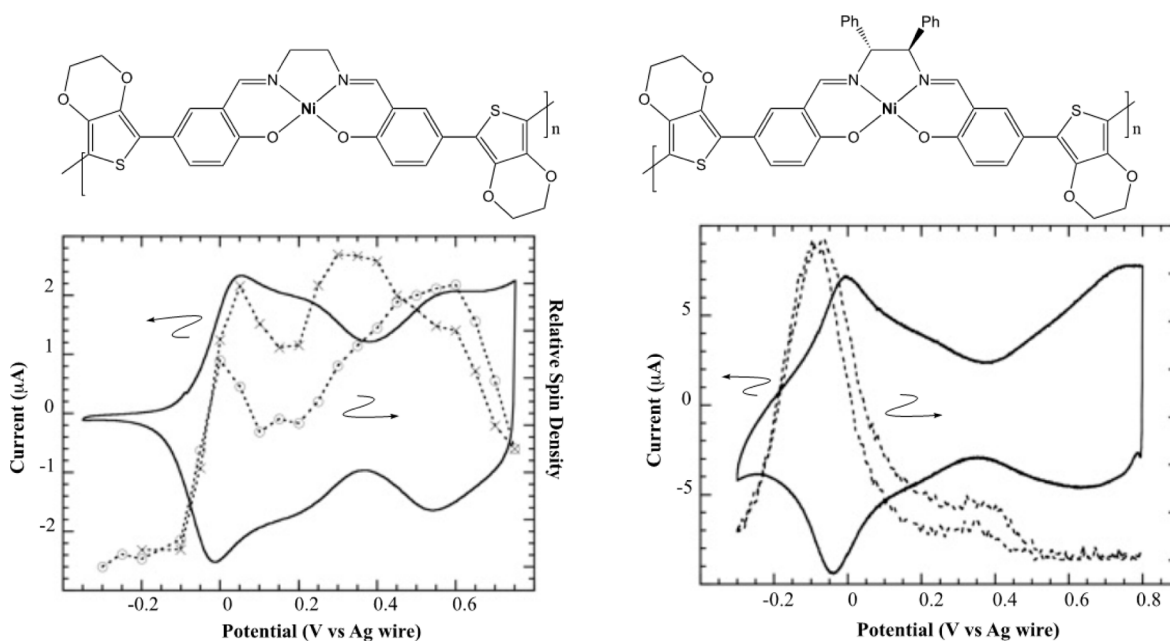 Ph
Ph
O
O
N
N
Ni
O
O
S
S
O
O
n
[
]
O
O
N
N
Ni
O
O
S
S
O
O
n
[
]
Current (μA)
2
1
0
-1
-2
-0.2
0
0.2
0.4
0.6
Potential (V vs Ag wire)
Relative Spin Density
Current (μA)
5
0
-5
-0.2
0
0.2
0.4
0.6
0.8
Potential (V vs Ag wire)